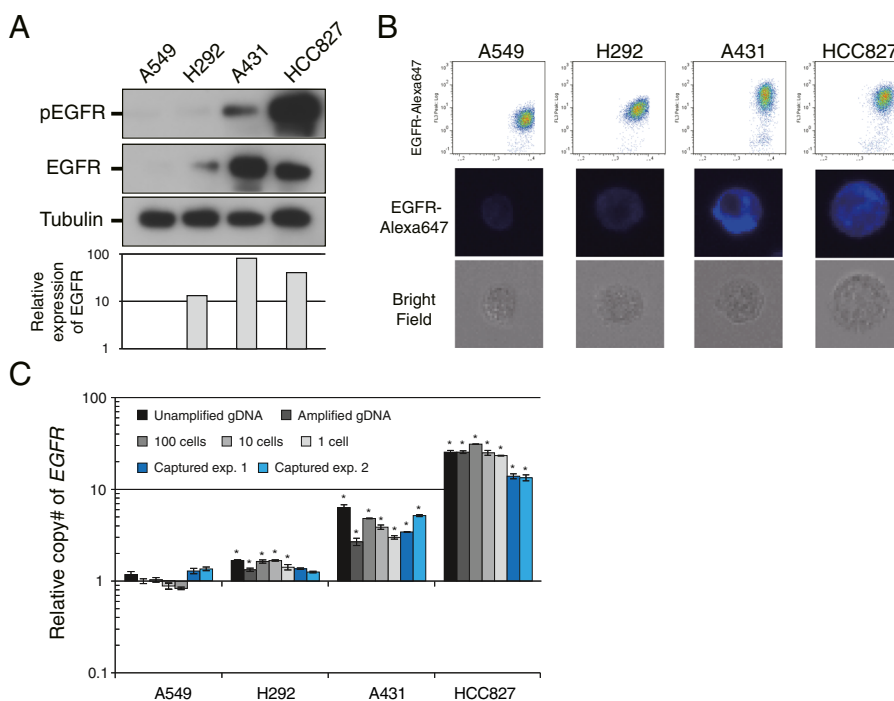 A
A549
H292
A431
HCC827
pEGFR
EGFR
Tubulin
Relative
expression
of EGFR
100
10
1
B
A549
H292
A431
HCC827
EGFR-Alexa647
EGFR-
Alexa647
Bright
Field
C
Relative copy# of EGFR
100
10
1
0.1
Unamplified gDNA
Amplified gDNA
100 cells
10 cells
1 cell
Captured exp. 1
Captured exp. 2
A549
H292
A431
HCC827